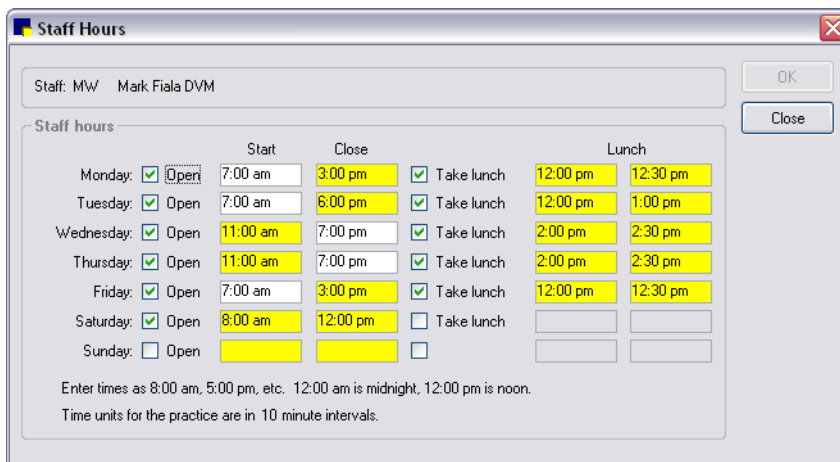 Staff Hours
OK
Staff: MW Mark Fiala DVM
Close
Staff hours
Start Close Lunch
Monday: Open 7:00 am 3:00 pm Take lunch 12:00 pm 12:30 pm
Tuesday: Open 7:00 am 6:00 pm Take lunch 12:00 pm 1:00 pm
Wednesday: Open 11:00 am 7:00 pm Take lunch 2:00 pm 2:30 pm
Thursday: Open 11:00 am 7:00 pm Take lunch 2:00 pm 2:30 pm
Friday: Open 7:00 am 3:00 pm Take lunch 12:00 pm 12:30 pm
Saturday: Open 8:00 am 12:00 pm Take lunch
Sunday: Open
Enter times as 8:00 am, 5:00 pm, etc. 12:00 am is midnight, 12:00 pm is noon.
Time units for the practice are in 10 minute intervals.